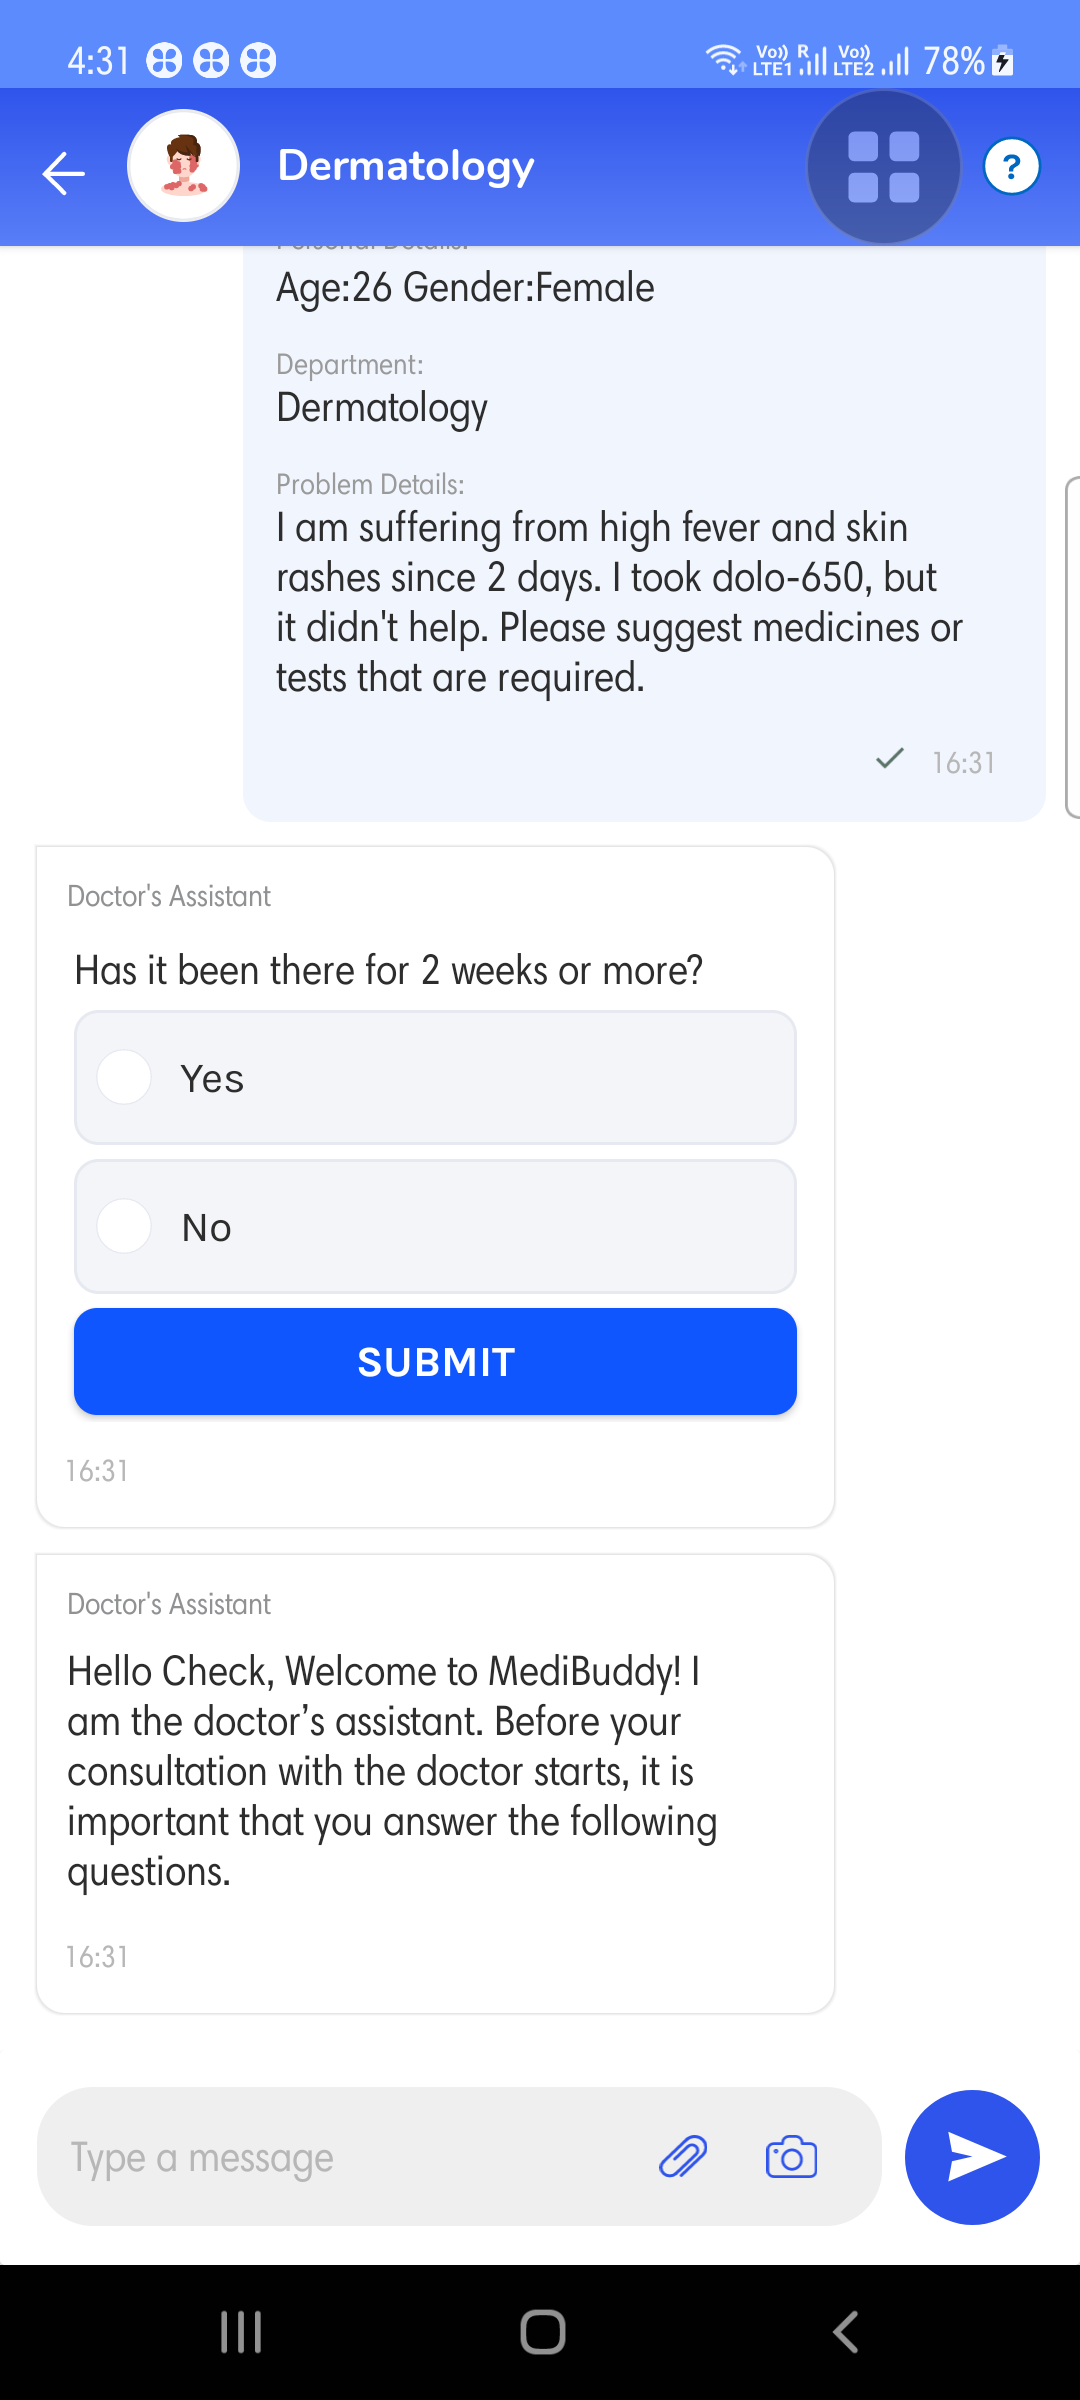 4:31
Vo)) R Vo))
LTE1 LTE2 78%
Dermatology
?
Personal Details:
Age:26 Gender:Female
Department:
Dermatology
Problem Details:
I am suffering from high fever and skin
rashes since 2 days. I took dolo-650, but
it didn't help. Please suggest medicines or
tests that are required.
16:31
Doctor's Assistant
Has it been there for 2 weeks or more?
Yes
No
SUBMIT
16:31
Doctor's Assistant
Hello Check, Welcome to MediBuddy! I
am the doctor’s assistant. Before your
consultation with the doctor starts, it is
important that you answer the following
questions.
16:31
Type a message